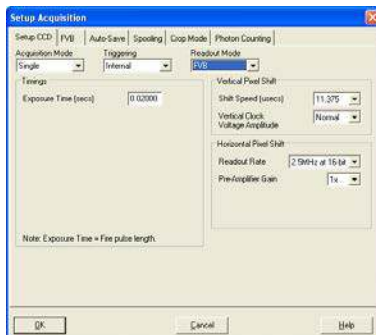 Setup Acquisition
Setup CCD FVB Auto-Save Spooling Crop Mode Photon Counting
Acquisition Mode Triggering Readout Mode
Single Internal FVB
Timings Vertical Pixel Shift
Exposure Time (secs) 0.02000 Shift Speed (usecs) 11.375
Vertical Clock Voltage Amplitude Normal
Horizontal Pixel Shift
Readout Rate 2.5MHz at 16-bit
Pre-Amplifier Gain 1x
Note: Exposure Time = Fire pulse length.
OK Cancel Help